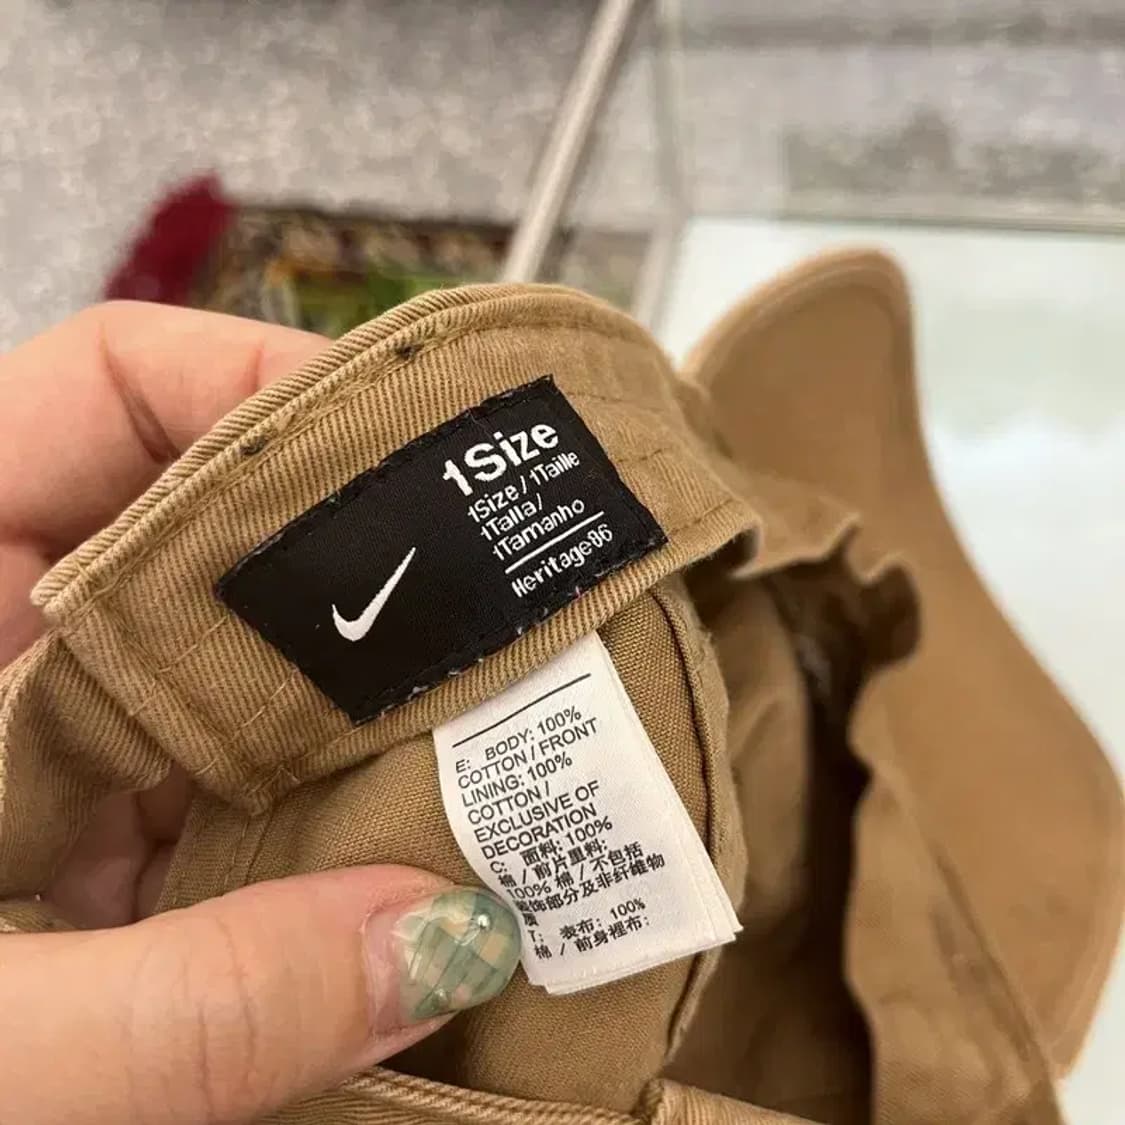 1Size
1Size/1Taille
1Talla/
1Tamanho
Heritage86
E: BODY: 100%
COTTON / FRONT
LINING: 100%
COTTON /
EXCLUSIVE OF
DECORATION
C: 面料: 100%
棉 / 前片里料:
100% 棉 / 不包括
饰部分及非纤维物
质
T: 表布: 100%
棉 / 前身裡布: